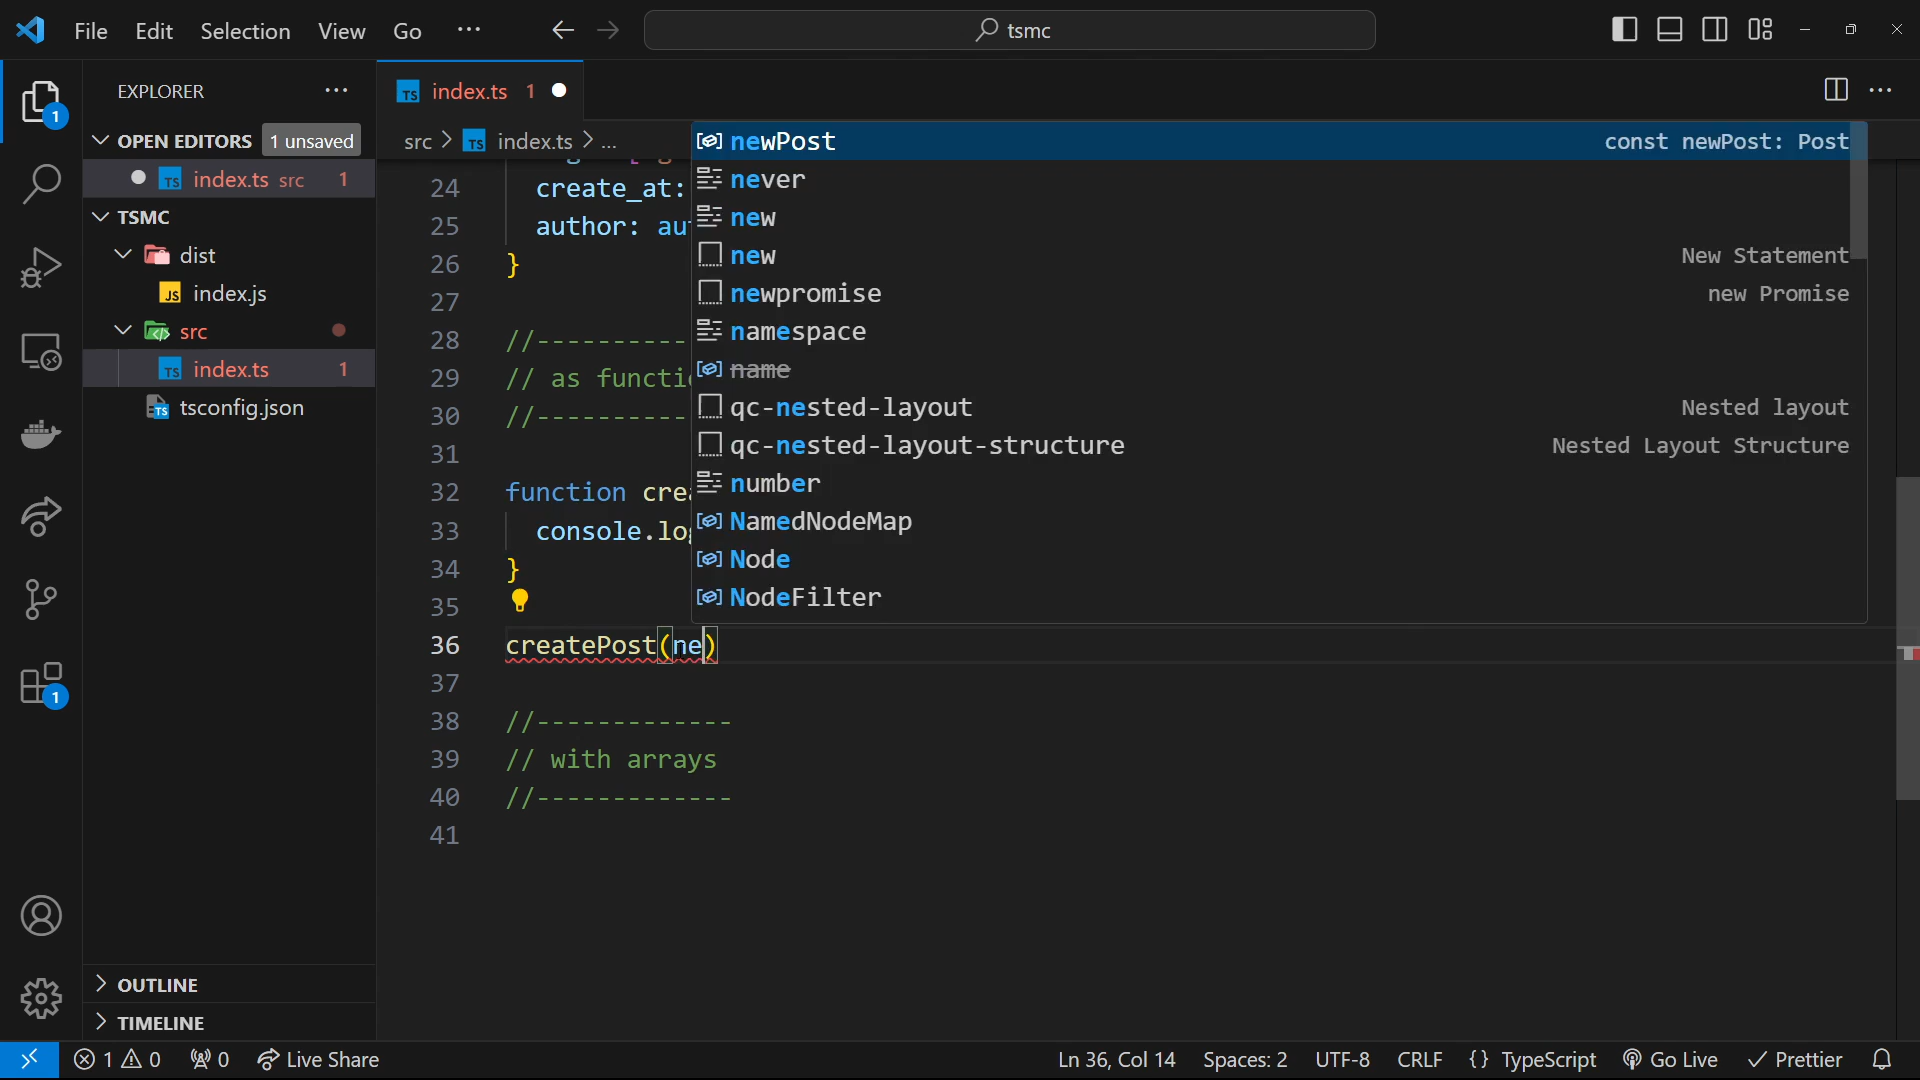 File Edit Selection View Go ··· tsmc
EXPLORER ···
index.ts 1
OPEN EDITORS 1 unsaved
src > index.ts > ...
index.ts src 1
TSMC
dist
index.js
src
index.ts 1
tsconfig.json
OUTLINE
TIMELINE
24 create_at:
25 author: au
26 }
27
28 //----------
29 // as functi
30 //----------
31
32 function crea
33 console.log
34 }
35
36 createPost(ne)
37
38 //-------------
39 // with arrays
40 //-------------
41
newPost const newPost: Post
never
new
new New Statement
newpromise new Promise
namespace
name
qc-nested-layout Nested layout
qc-nested-layout-structure Nested Layout Structure
number
NamedNodeMap
Node
NodeFilter
1
1
1 0 0 Live Share Ln 36, Col 14 Spaces: 2 UTF-8 CRLF {} TypeScript Go Live Prettier